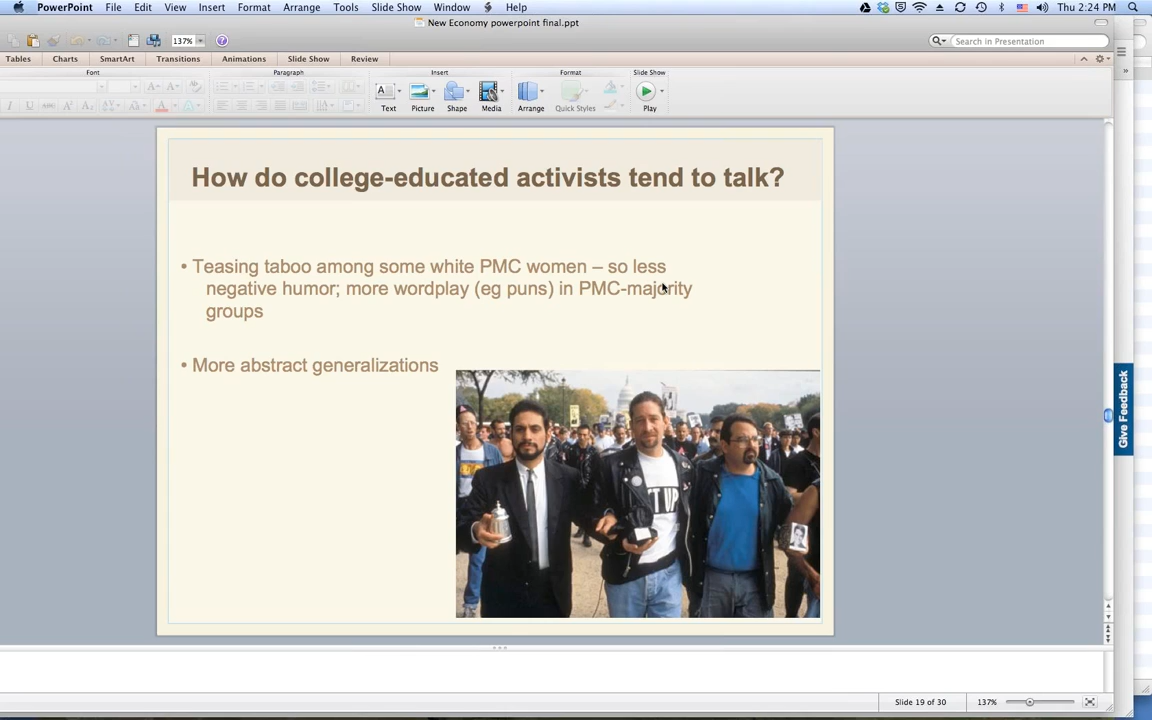 PowerPoint File Edit View Insert Format Arrange Tools Slide Show Window Help Thu 2:24 PM
New Economy powerpoint final.ppt
137% Search in Presentation
Tables Charts SmartArt Transitions Animations Slide Show Review
Font Paragraph Insert Format Slide Show
Text Picture Shape Media Arrange Quick Styles Play
How do college-educated activists tend to talk?
• Teasing taboo among some white PMC women – so less
negative humor; more wordplay (eg puns) in PMC-majority
groups
• More abstract generalizations
Give Feedback
Slide 19 of 30 137%